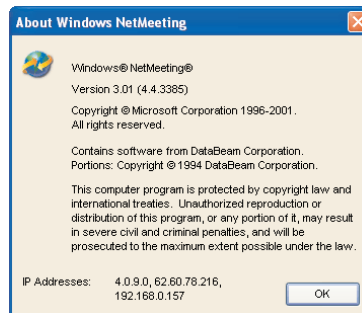 About Windows NetMeeting
Windows® NetMeeting®
Version 3.01 (4.4.3385)
Copyright © Microsoft Corporation 1996-2001.
All rights reserved.
Contains software from DataBeam Corporation.
Portions: Copyright © 1994 DataBeam Corporation.
This computer program is protected by copyright law and
international treaties. Unauthorized reproduction or
distribution of this program, or any portion of it, may result
in severe civil and criminal penalties, and will be
prosecuted to the maximum extent possible under the law.
IP Addresses: 4.0.9.0, 62.60.78.216,
192.168.0.157
OK